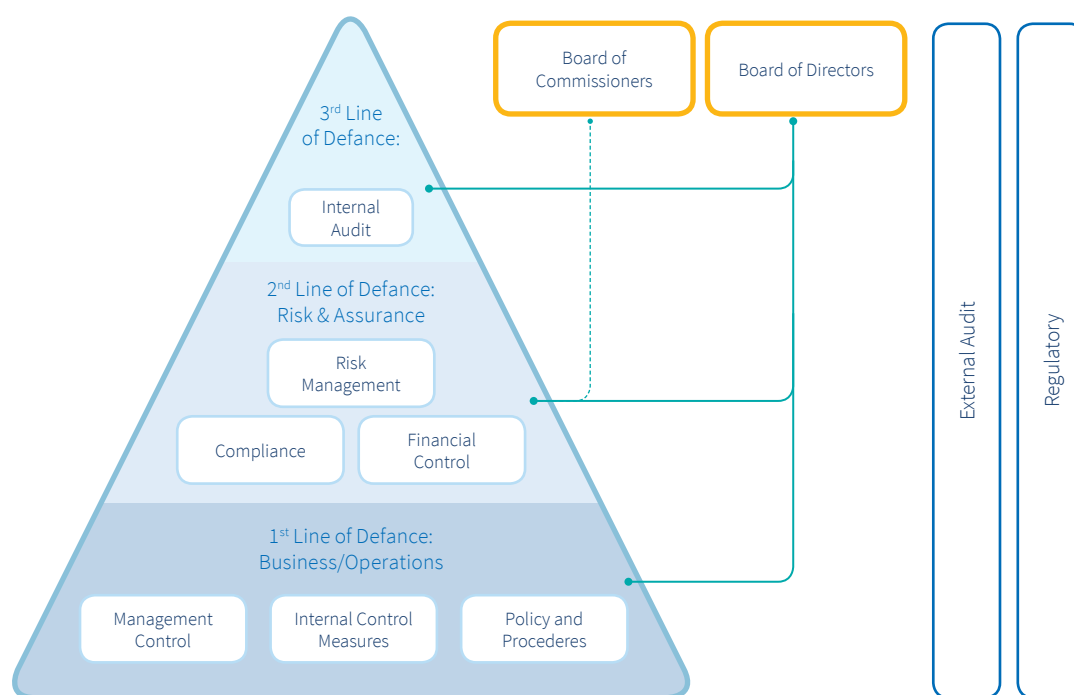 3rd Line
of Defance:
Internal
Audit
2nd Line of Defance:
Risk & Assurance
Risk
Management
Compliance
Financial
Control
1st Line of Defance:
Business/Operations
Management
Control
Internal Control
Measures
Policy and
Procederes
Board of
Commissioners
Board of Directors
External Audit
Regulatory